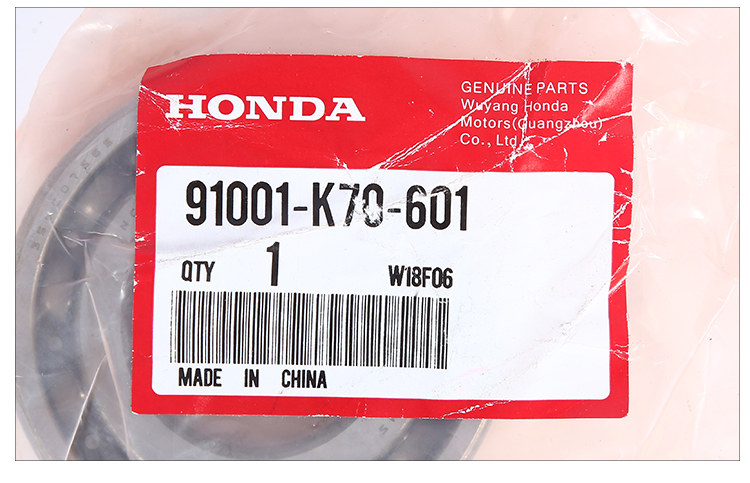 HONDA
GENUINE PARTS
Wuyang Honda
Motors(Guangzhou)
Co., Ltd.
91001-K70-601
QTY 1 W18F06
MADE IN CHINA